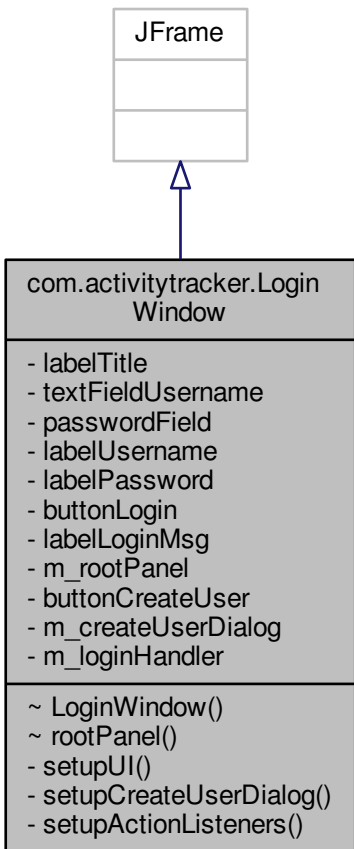 JFrame
com.activitytracker.Login
Window
- labelTitle
- textFieldUsername
- passwordField
- labelUsername
- labelPassword
- buttonLogin
- labelLoginMsg
- m_rootPanel
- buttonCreateUser
- m_createUserDialog
- m_loginHandler
~ LoginWindow()
~ rootPanel()
- setupUI()
- setupCreateUserDialog()
- setupActionListeners()